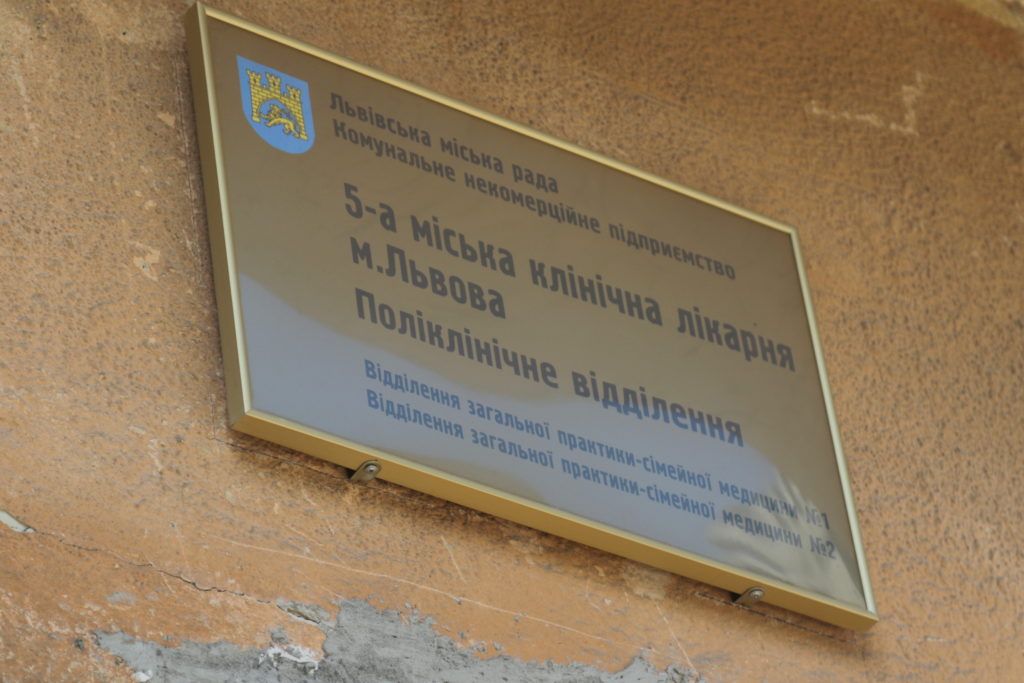 Львівська міська рада
Комунальне некомерційне підприємство
5-а міська клінічна лікарня
м.Львова
Поліклінічне відділення
Відділення загальної практики-сімейної медицини №1
Відділення загальної практики-сімейної медицини №2